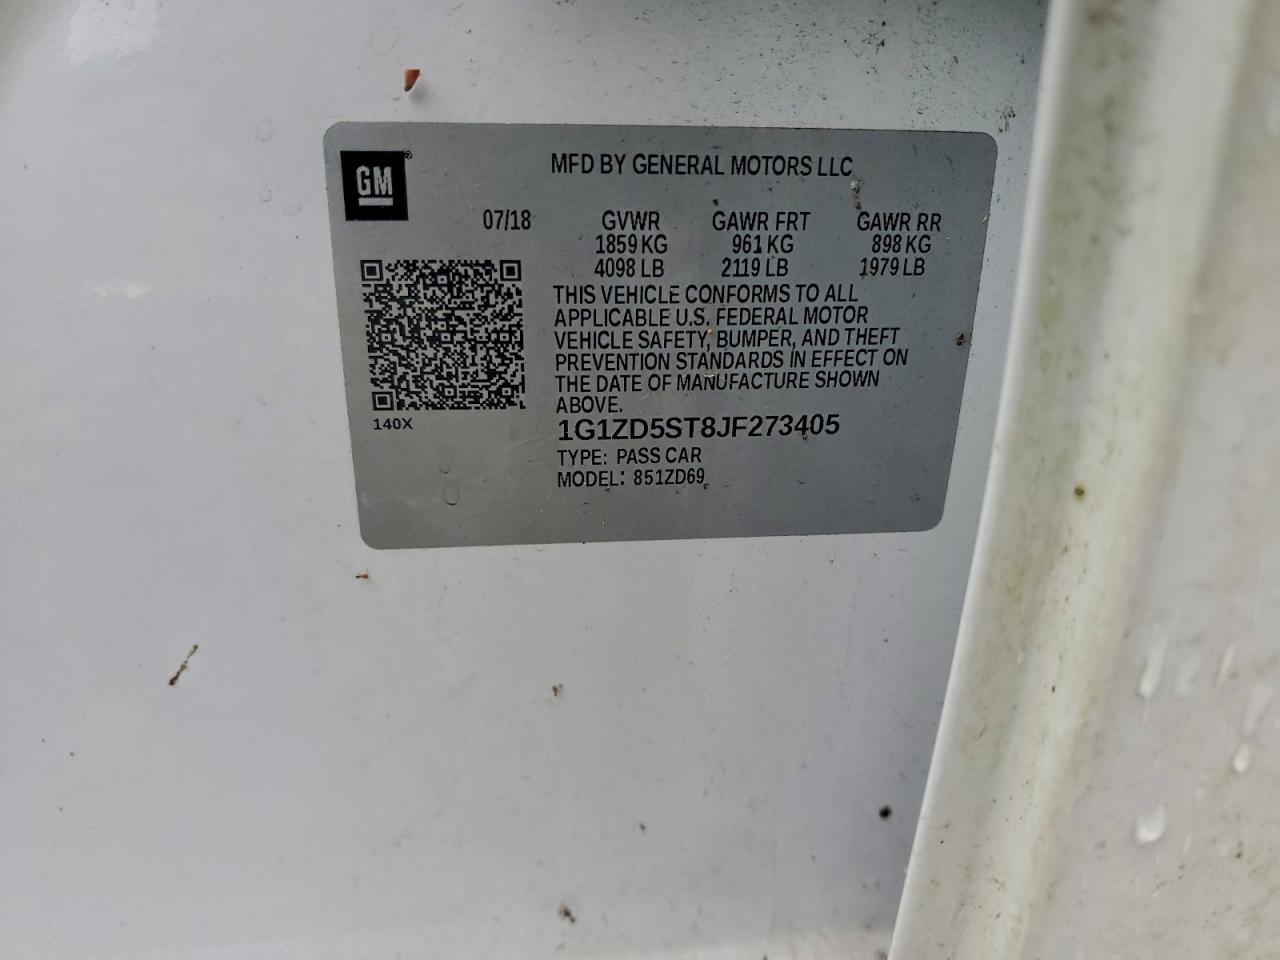 GM®
MFD BY GENERAL MOTORS LLC
07/18 GVWR GAWR FRT GAWR RR
1859 KG 961 KG 898 KG
4098 LB 2119 LB 1979 LB
THIS VEHICLE CONFORMS TO ALL
APPLICABLE U.S. FEDERAL MOTOR
VEHICLE SAFETY, BUMPER, AND THEFT
PREVENTION STANDARDS IN EFFECT ON
THE DATE OF MANUFACTURE SHOWN
ABOVE.
140X
1G1ZD5ST8JF273405
TYPE: PASS CAR
MODEL: 851ZD69